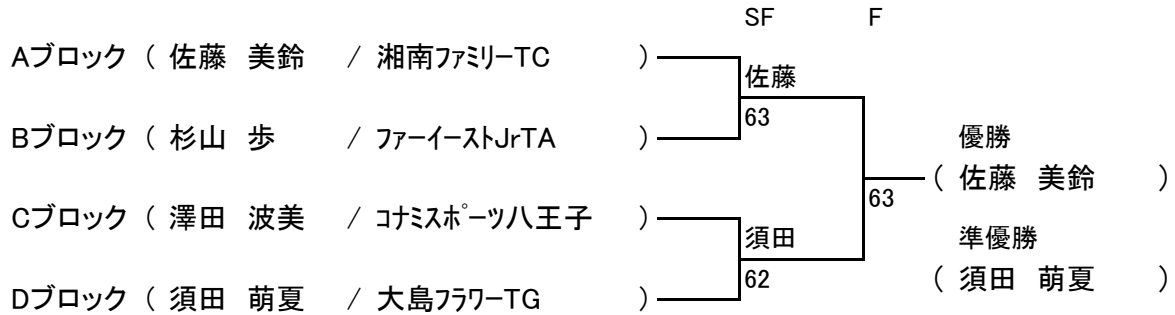 SF F
Aブロック ( 佐藤 美鈴 / 湘南ファミリーTC )
佐藤
63
Bブロック ( 杉山 歩 / ファーイーストJrTA )
優勝
( 佐藤 美鈴 )
63
Cブロック ( 澤田 波美 / コナミスポーツ八王子 )
須田
62
準優勝
( 須田 萌夏 )
Dブロック ( 須田 萌夏 / 大島フラワーTG )